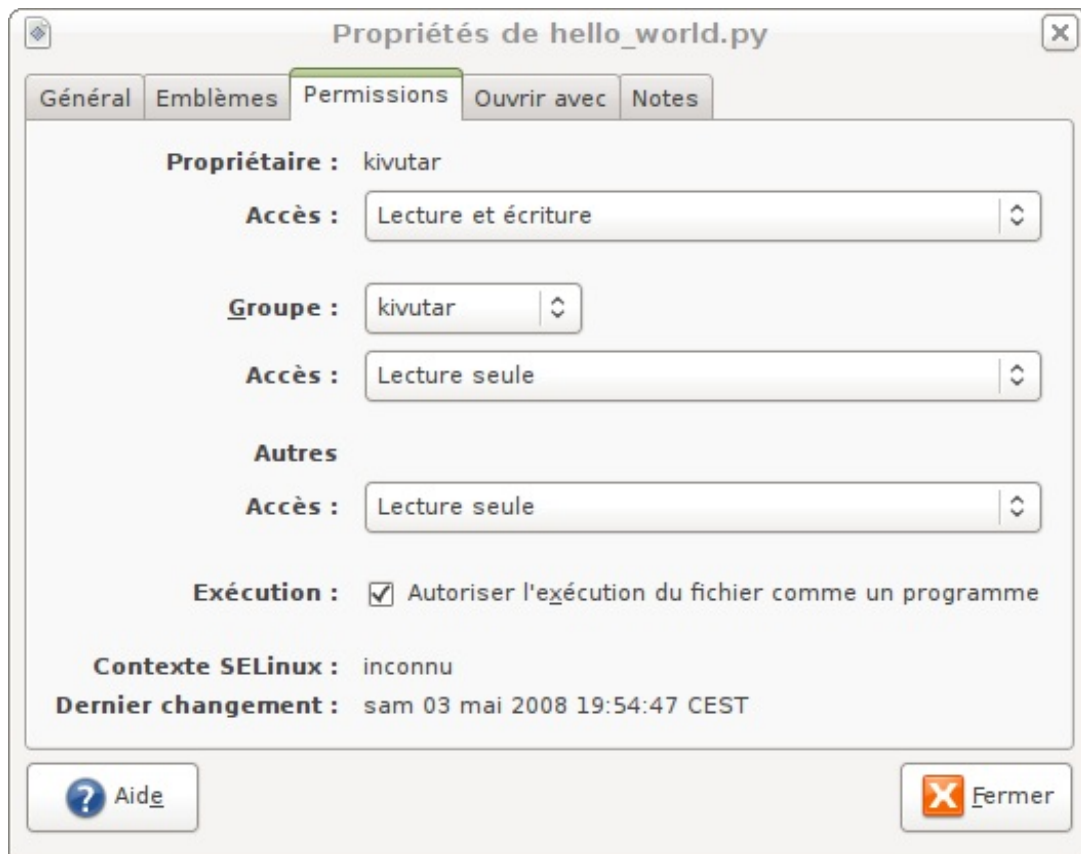 Propriétés de hello_world.py
Général Emblèmes Permissions Ouvrir avec Notes
Propriétaire : kivutar
Accès : Lecture et écriture
Groupe : kivutar
Accès : Lecture seule
Autres
Accès : Lecture seule
Exécution : Autoriser l'exécution du fichier comme un programme
Contexte SELinux : inconnu
Dernier changement : sam 03 mai 2008 19:54:47 CEST
Aide Fermer